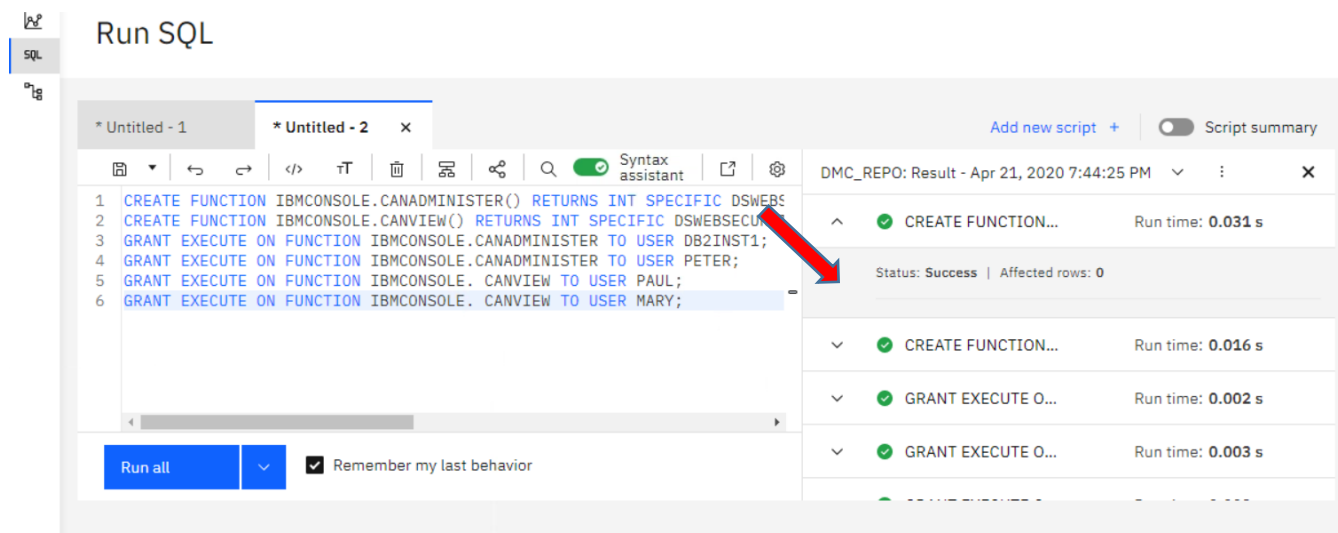 Run SQL
SQL
* Untitled - 1
* Untitled - 2
Add new script +
Script summary
Syntax
assistant
DMC_REPO: Result - Apr 21, 2020 7:44:25 PM
1 CREATE FUNCTION IBMCONSOLE.CANADMINISTER() RETURNS INT SPECIFIC
2 CREATE FUNCTION IBMCONSOLE.CANVIEW() RETURNS INT SPECIFIC
3 GRANT EXECUTE ON FUNCTION IBMCONSOLE.CANADMINISTER TO USER DB2INST1;
4 GRANT EXECUTE ON FUNCTION IBMCONSOLE.CANADMINISTER TO USER PETER;
5 GRANT EXECUTE ON FUNCTION IBMCONSOLE. CANVIEW TO USER PAUL;
6 GRANT EXECUTE ON FUNCTION IBMCONSOLE. CANVIEW TO USER MARY;
CREATE FUNCTION... Run time: 0.031 s
Status: Success | Affected rows: 0
CREATE FUNCTION... Run time: 0.016 s
GRANT EXECUTE O... Run time: 0.002 s
GRANT EXECUTE O... Run time: 0.003 s
Run all
Remember my last behavior